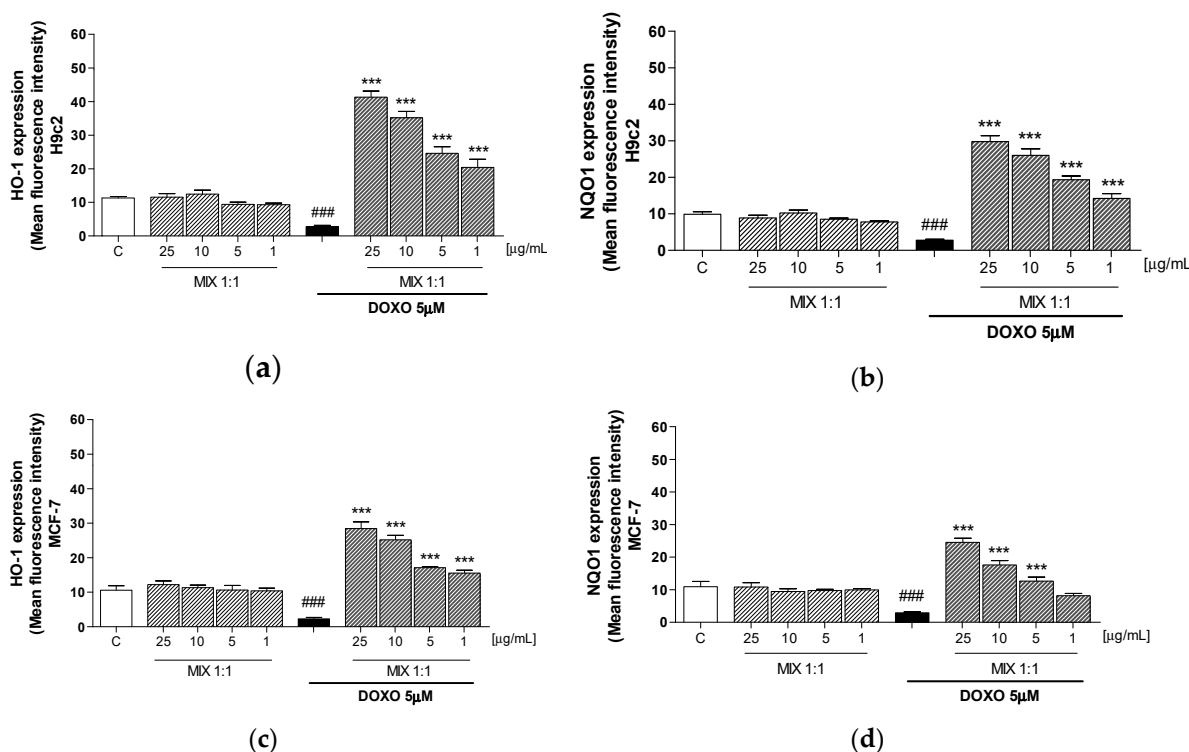 HO-1 expression
(Mean fluorescence intensity)
H9c2
60
50
40
30
20
10
0
***
***
***
***
###
C 25 10 5 1 25 10 5 1 [µg/mL
MIX 1:1 MIX 1:1
DOXO 5µM
(a)
NQO1 expression
(Mean fluorescence intensity)
H9c2
60
50
40
30
20
10
0
***
***
***
***
###
C 25 10 5 1 25 10 5 1 [µg/mL]
MIX 1:1 MIX 1:1
DOXO 5µM
(b)
HO-1 expression
(Mean fluorescence intensity)
MCF-7
60
50
40
30
20
10
0
***
***
***
***
###
C 25 10 5 1 25 10 5 1 [µg/mL]
MIX 1:1 MIX 1:1
DOXO 5µM
(c)
NQO1 expression
(Mean fluorescence intensity)
MCF-7
60
50
40
30
20
10
0
***
***
***
###
C 25 10 5 1 25 10 5 1 [µg/mL]
MIX 1:1 MIX 1:1
DOXO 5µM
(d)